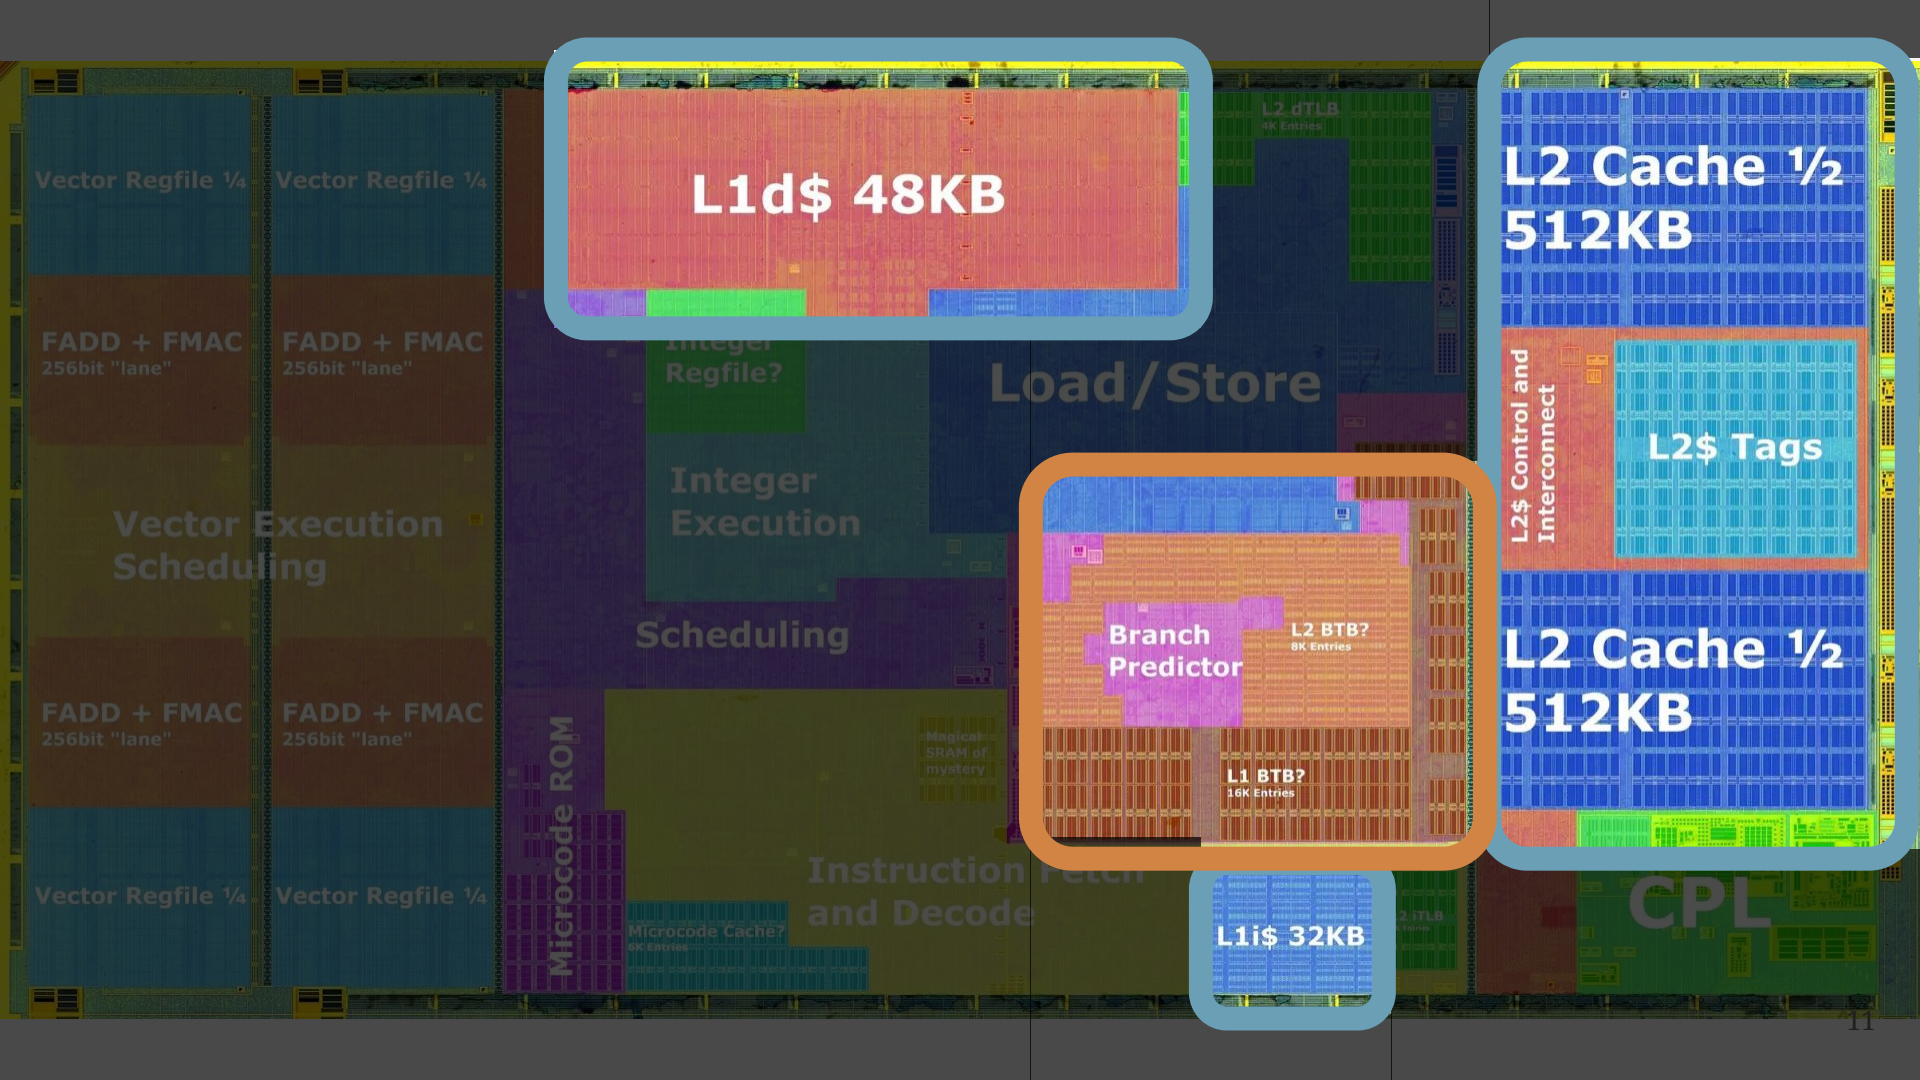 Vector Regfile ¼
Vector Regfile ¼
FADD + FMAC
256bit "lane"
FADD + FMAC
256bit "lane"
Vector Execution
Scheduling
FADD + FMAC
256bit "lane"
FADD + FMAC
256bit "lane"
Vector Regfile ¼
Vector Regfile ¼
L1d$ 48KB
L2 dTLB
4K Entries
Integer
Regfile?
Load/Store
Integer
Execution
Scheduling
Microcode ROM
Magical
SRAM of
mystery
Instruction Fetch
and Decode
Microcode Cache?
6K Entries
Branch
Predictor
L2 BTB?
8K Entries
L1 BTB?
16K Entries
L1i$ 32KB
2 iTLB
L2 Cache ½
512KB
L2$ Control and
Interconnect
L2$ Tags
L2 Cache ½
512KB
CPL
11